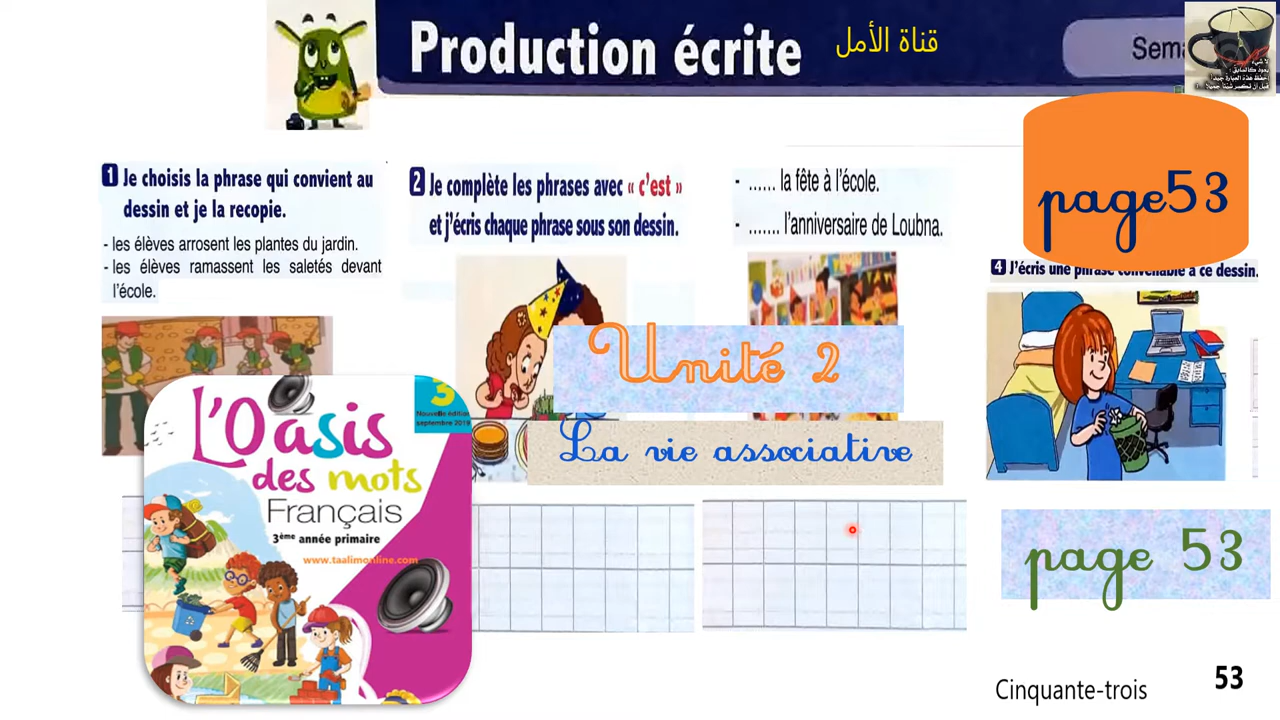 Production écrite
قناة الأمل
1 Je choisis la phrase qui convient au
dessin et je la recopie.
- les élèves arrosent les plantes du jardin.
- les élèves ramassent les saletés devant
l'école.
2 Je complète les phrases avec « c'est »
et j'écris chaque phrase sous son dessin.
- ...... la fête à l'école.
- ....... l'anniversaire de Loubna.
page53
4 J'écris une phrase convenable à ce dessin.
Unité 2
La vie associative
L'Oasis
des mots
Français
3ème année primaire
www.taalimonline.com
3
Nouvelle édition
septembre 2019
page 53
Cinquante-trois
53